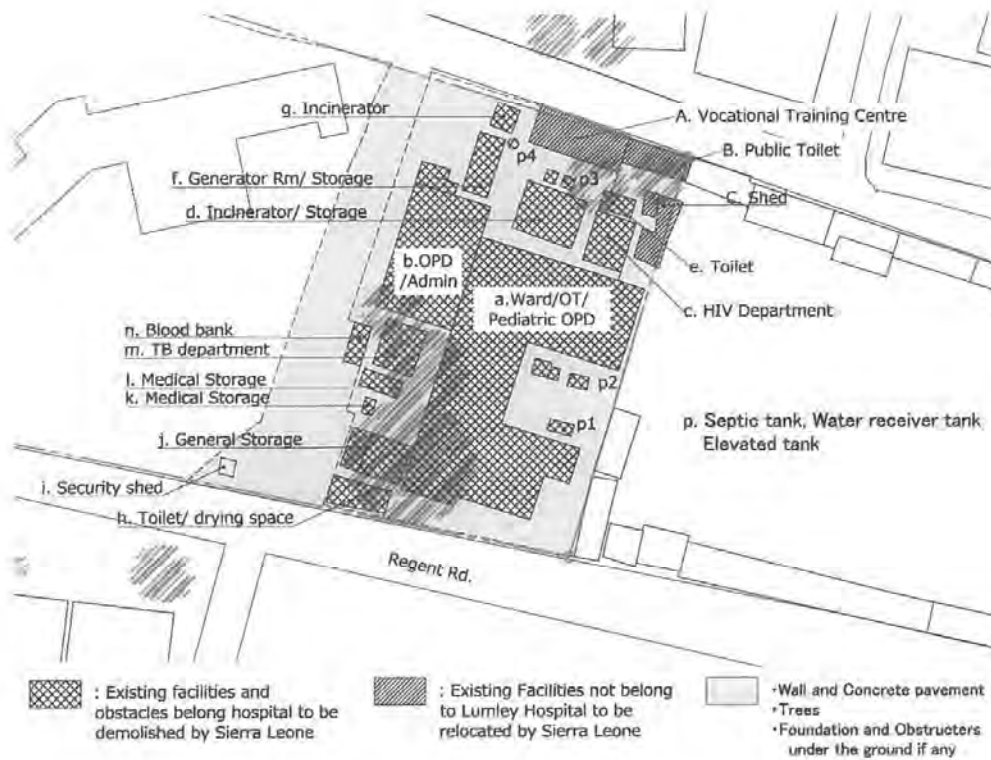 g. Incinerator
A. Vocational Training Centre
p4
B. Public Toilet
p3
f. Generator Rm/ Storage
C. Shed
d. Incinerator/ Storage
b.OPD
/Admin
e. Toilet
a.Ward/OT/
Pediatric OPD
c. HIV Department
n. Blood bank
m. TB department
l. Medical Storage
p2
k. Medical Storage
p1
p. Septic tank, Water receiver tank
Elevated tank
j. General Storage
i. Security shed
h. Toilet/ drying space
Regent Rd.
: Existing facilities and
obstacles belong hospital to be
demolished by Sierra Leone
: Existing Facilities not belong
to Lumley Hospital to be
relocated by Sierra Leone
・Wall and Concrete pavement
・Trees
・Foundation and Obstructers
under the ground if any